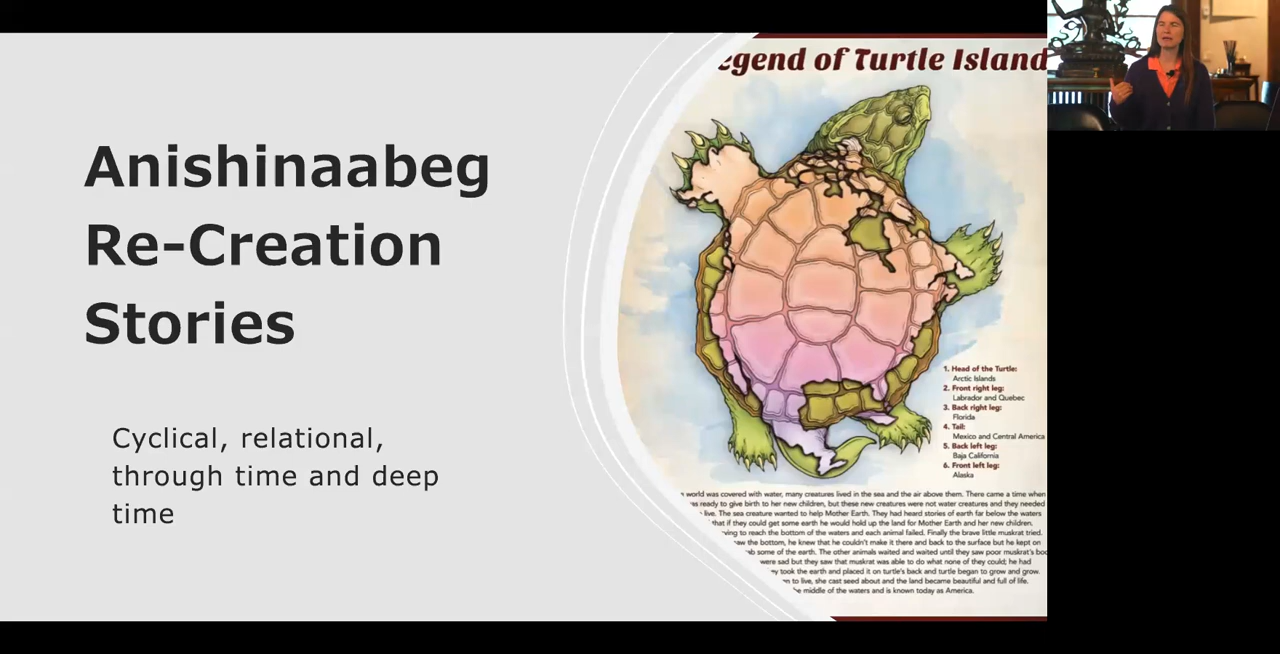 Anishinaabeg
Re-Creation
Stories
Cyclical, relational,
through time and deep
time
egend of Turtle Island
1. Head of the Turtle:
Arctic Islands
2. Front right leg:
Labrador and Quebec
3. Back right leg:
Florida
4. Tail:
Mexico and Central America
5. Back left leg:
Baja California
6. Front left leg:
Alaska
world was covered with water, many creatures lived in the sea and the air above them. There came a time when
as ready to give birth to her new children, but these new creatures were not water creatures and they needed
live. The sea creature wanted to help Mother Earth. They had heard stories of earth far below the waters
that if they could get some earth he would hold up the land for Mother Earth and her new children.
ving to reach the bottom of the waters and each animal failed. Finally the brave little muskrat tried.
saw the bottom, he knew that he couldn't make it there and back to the surface but he kept on
ab some of the earth. The other animals waited and waited until they saw poor muskrat's bod
were sad but they saw that muskrat was able to do what none of they could; he had
ey took the earth and placed it on turtle's back and turtle began to grow and grow.
en to live, she cast seed about and the land became beautiful and full of life.
e middle of the waters and is known today as America.